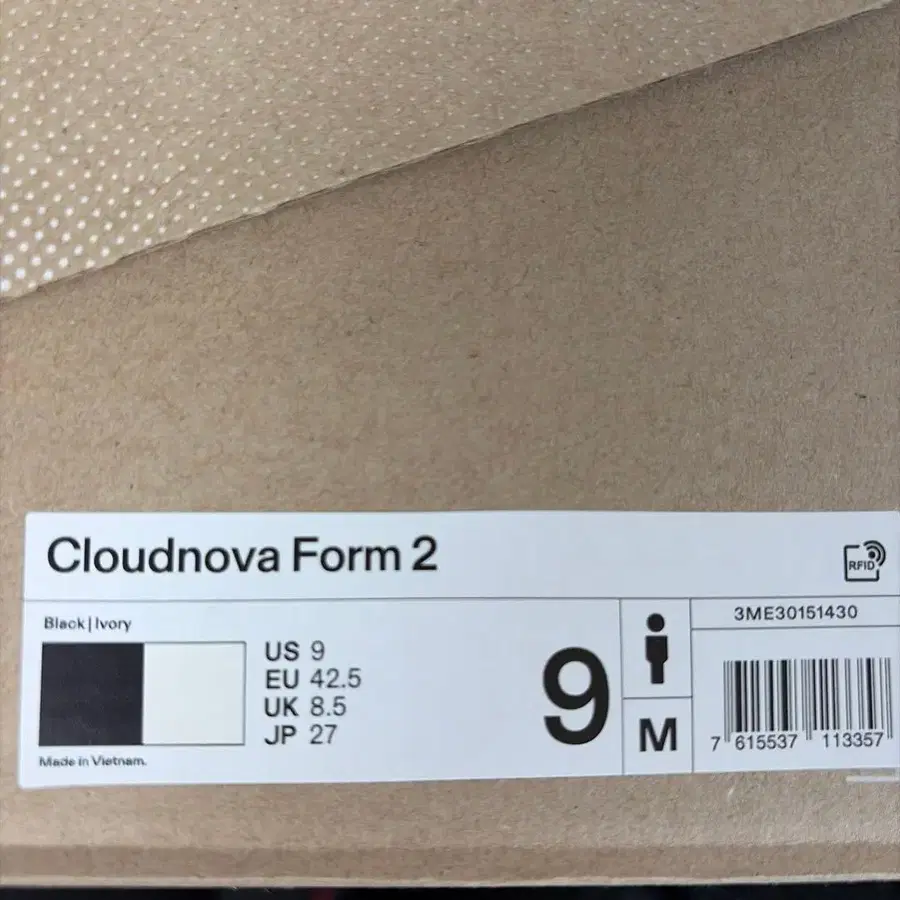 Cloudnova Form 2
RFID
Black|Ivory
US 9
EU 42.5
UK 8.5
JP 27
Made in Vietnam.
9
M
3ME30151430
7 615537 113357